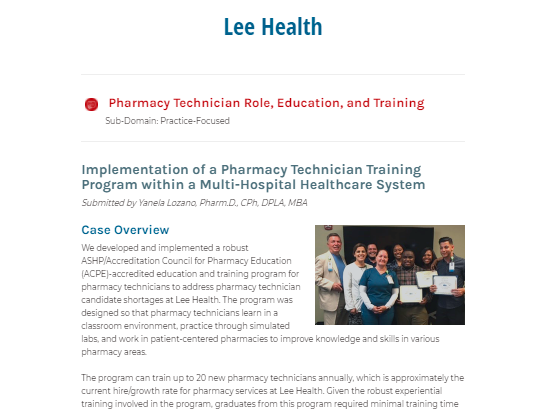 Lee Health
Pharmacy Technician Role, Education, and Training
Sub-Domain: Practice-Focused
Implementation of a Pharmacy Technician Training
Program within a Multi-Hospital Healthcare System
Submitted by Yanela Lozano, Pharm.D., CPh, DPLA, MBA
Case Overview
We developed and implemented a robust
ASHP/Accreditation Council for Pharmacy Education
(ACPE)-accredited education and training program for
pharmacy technicians to address pharmacy technician
candidate shortages at Lee Health. The program was
designed so that pharmacy technicians learn in a
classroom environment, practice through simulated
labs, and work in patient-centered pharmacies to improve knowledge and skills in various
pharmacy areas.
The program can train up to 20 new pharmacy technicians annually, which is approximately the
current hire/growth rate for pharmacy services at Lee Health. Given the robust experiential
training involved in the program, graduates from this program required minimal training time